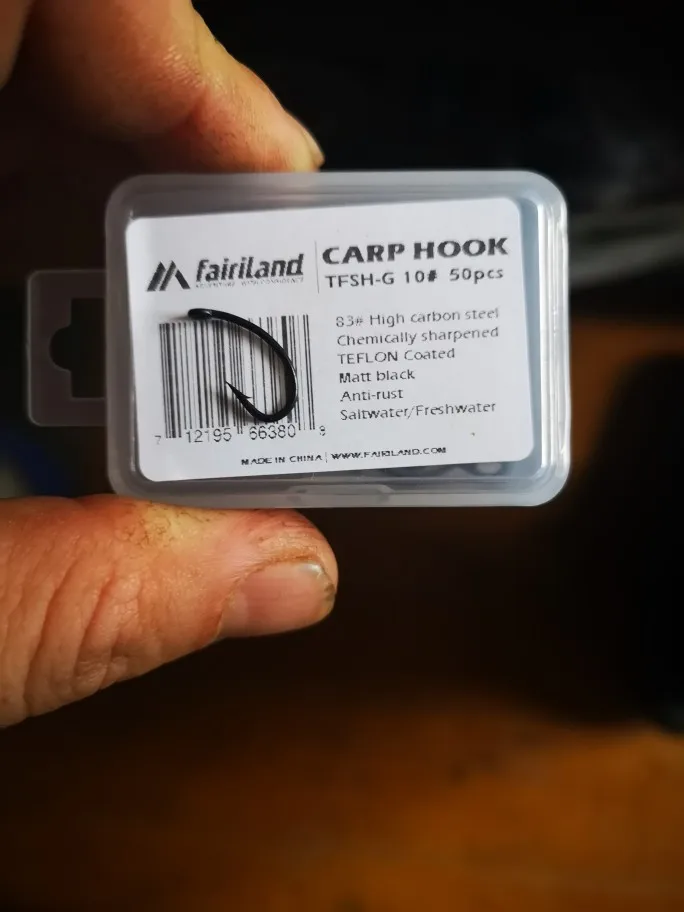 fairiland
CARP HOOK
TFSH-G 10# 50pcs
83# High carbon steel
Chemically sharpened
TEFLON Coated
Matt black
Anti-rust
Saltwater/Freshwater
7 12195 66380 8
MADE IN CHINA | WWW.FAIRILAND.COM